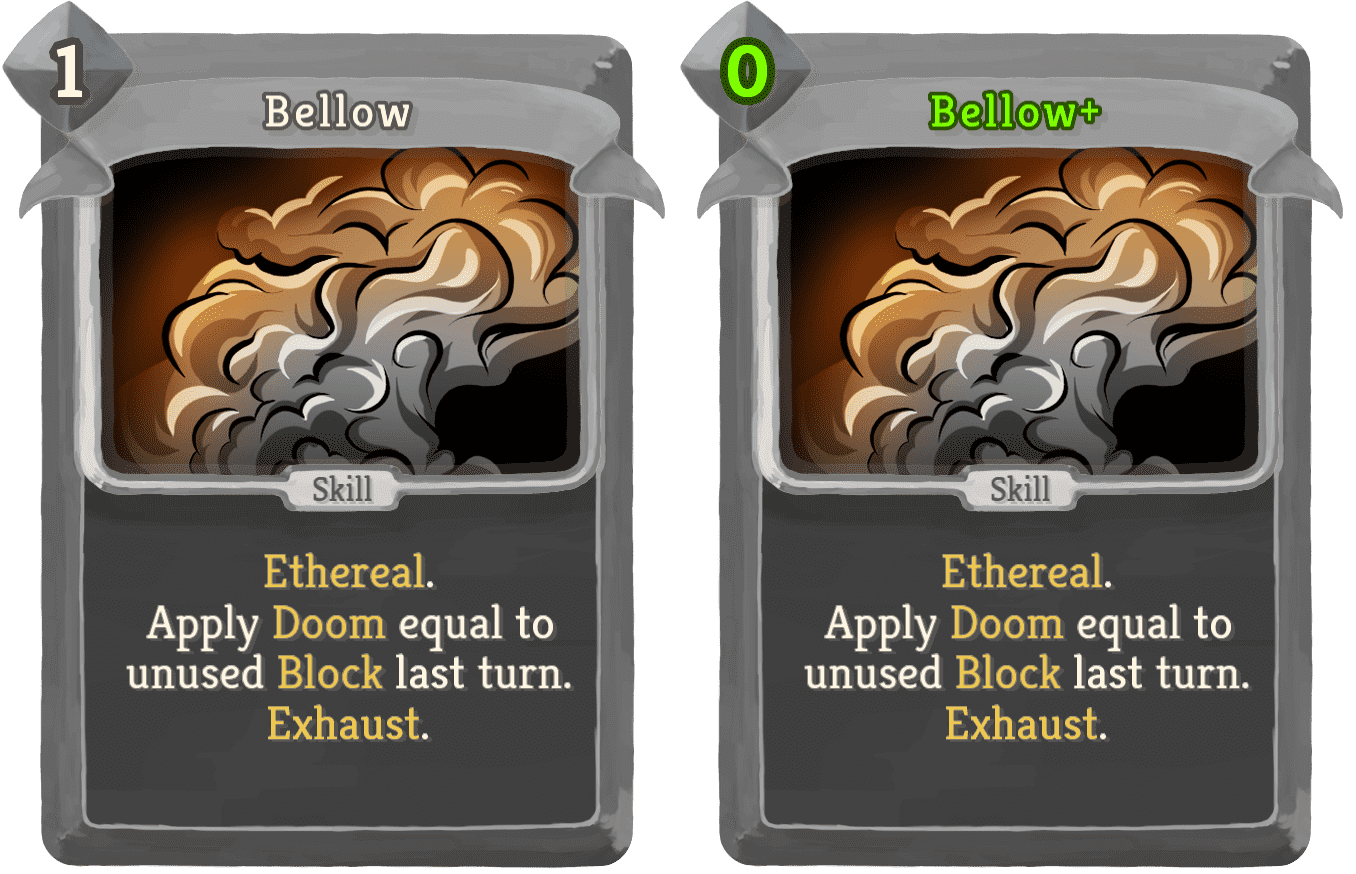 1
Bellow
Skill
Ethereal.
Apply Doom equal to
unused Block last turn.
Exhaust.
0
Bellow+
Skill
Ethereal.
Apply Doom equal to
unused Block last turn.
Exhaust.